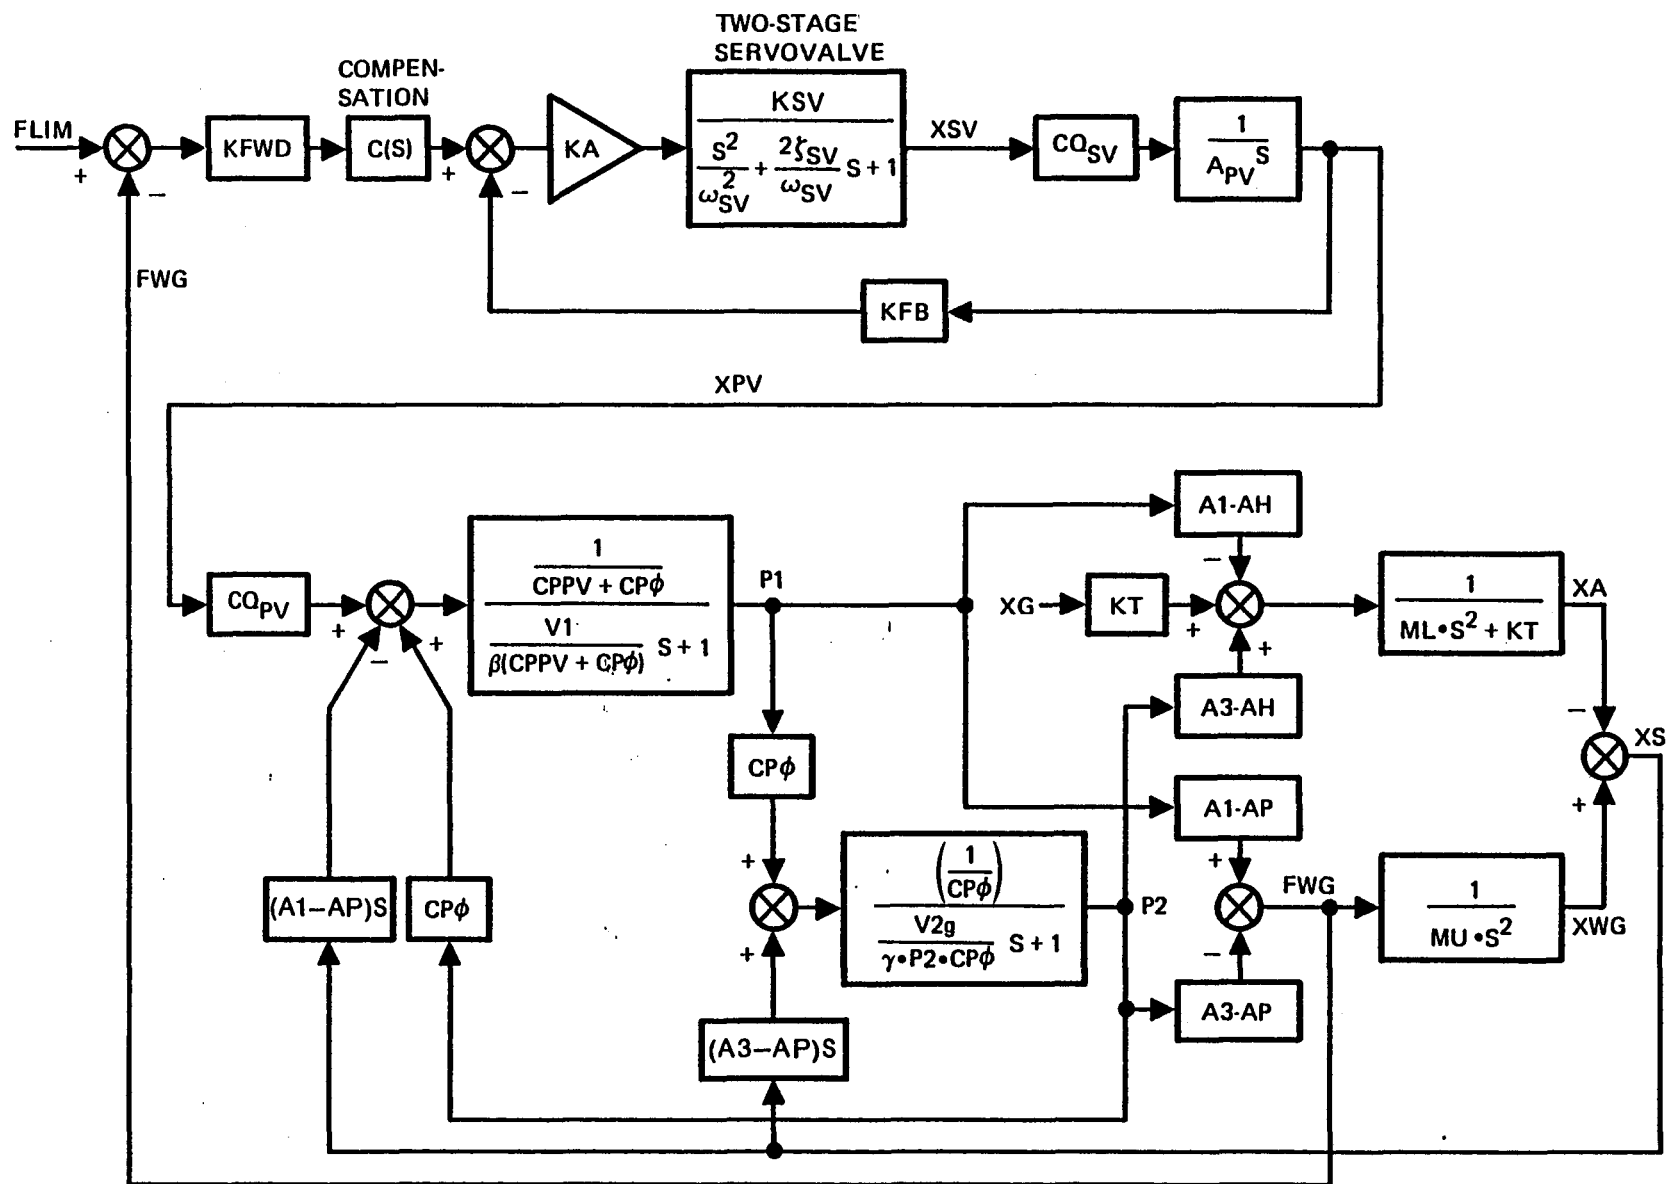 TWO-STAGE
SERVOVALVE
COMPEN-
SATION
FLIM
+
−
KFWD
C(S)
+
−
KA
KSV
S²/ω²SV + 2ζSV/ωSV S + 1
XSV
CQSV
1
APV S
FWG
KFB
XPV
CQPV
+
−
+
1
CPPV + CPϕ
V1
β(CPPV + CPϕ)
S + 1
P1
A1-AH
−
XG
KT
+
+
A3-AH
1
ML•S² + KT
XA
−
XS
+
CPϕ
A1-AP
+
FWG
−
A3-AP
1
MU•S²
XWG
(A1−AP)S
CPϕ
+
+
(1/CPϕ)
V2g
γ•P2•CPϕ
S + 1
P2
(A3−AP)S